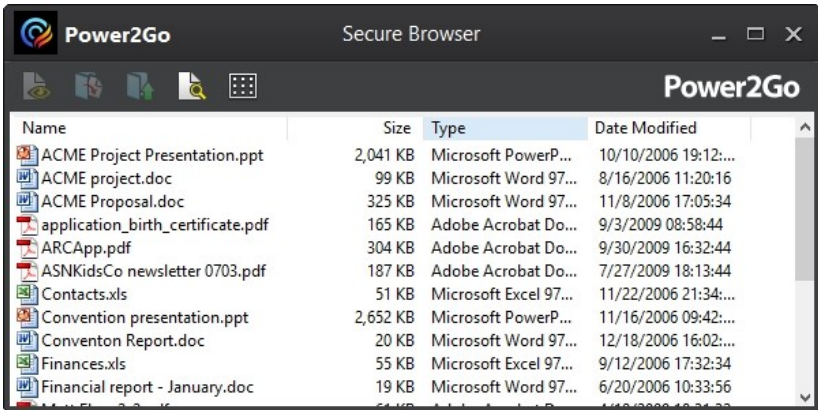 Power2Go Secure Browser
Power2Go
Name Size Type Date Modified
ACME Project Presentation.ppt 2,041 KB Microsoft PowerP... 10/10/2006 19:12:...
ACME project.doc 99 KB Microsoft Word 97... 8/16/2006 11:20:16
ACME Proposal.doc 325 KB Microsoft Word 97... 11/8/2006 17:05:34
application_birth_certificate.pdf 165 KB Adobe Acrobat Do... 9/3/2009 08:58:44
ARCApp.pdf 304 KB Adobe Acrobat Do... 9/30/2009 16:32:44
ASNKidsCo newsletter 0703.pdf 187 KB Adobe Acrobat Do... 7/27/2009 18:13:44
Contacts.xls 51 KB Microsoft Excel 97... 11/22/2006 21:34:...
Convention presentation.ppt 2,652 KB Microsoft PowerP... 11/16/2006 09:42:...
Conventon Report.doc 20 KB Microsoft Word 97... 12/18/2006 16:02:...
Finances.xls 55 KB Microsoft Excel 97... 9/12/2006 17:32:34
Financial report - January.doc 19 KB Microsoft Word 97... 6/20/2006 10:33:56